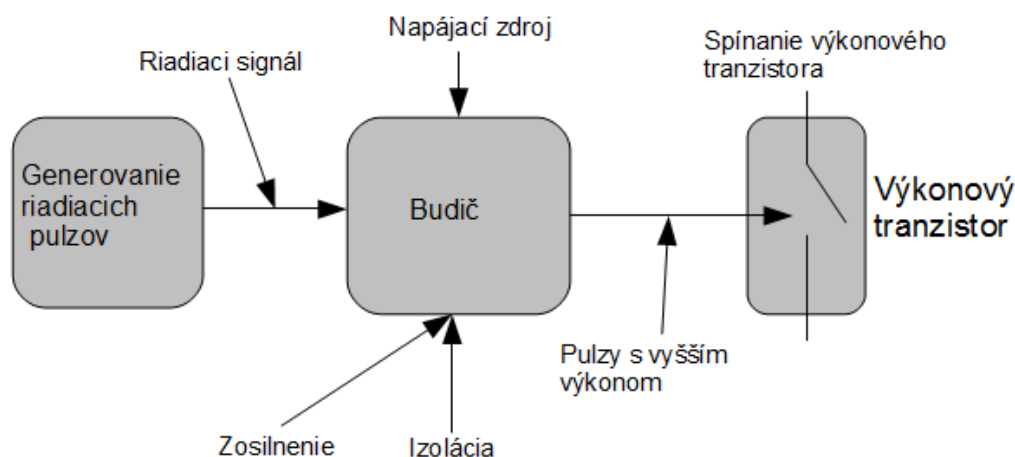 Napájací zdroj
Riadiaci signál
Spínanie výkonového
tranzistora
Generovanie
riadiacich
pulzov
Budič
Výkonový
tranzistor
Pulzy s vyšším
výkonom
Zosilnenie
Izolácia